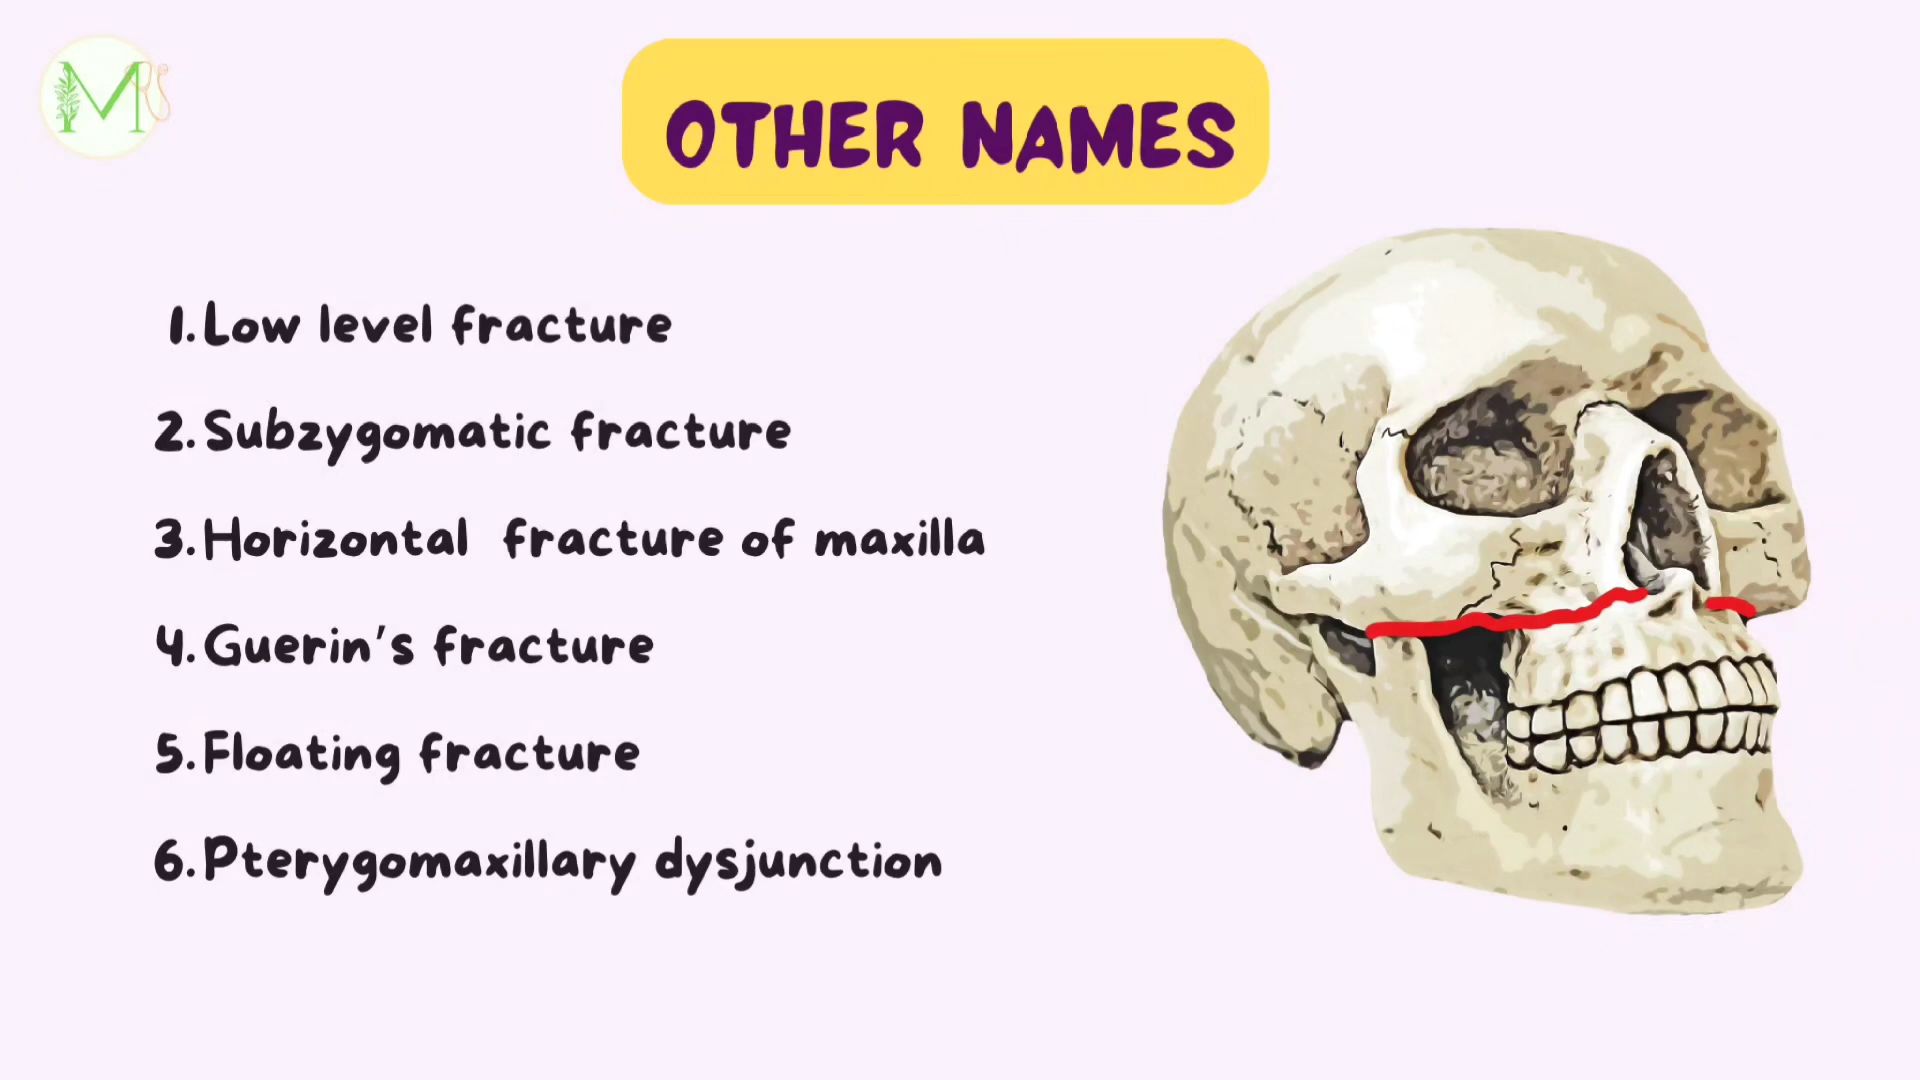 OTHER NAMES
1. Low level fracture
2. Subzygomatic fracture
3. Horizontal fracture of maxilla
4. Guerin's fracture
5. Floating fracture
6. Pterygomaxillary dysjunction